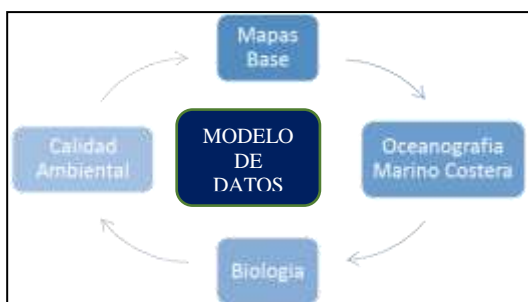 Mapas
Base
Calidad
Ambiental
MODELO
DE
DATOS
Oceanografia
Marino Costera
Biologia